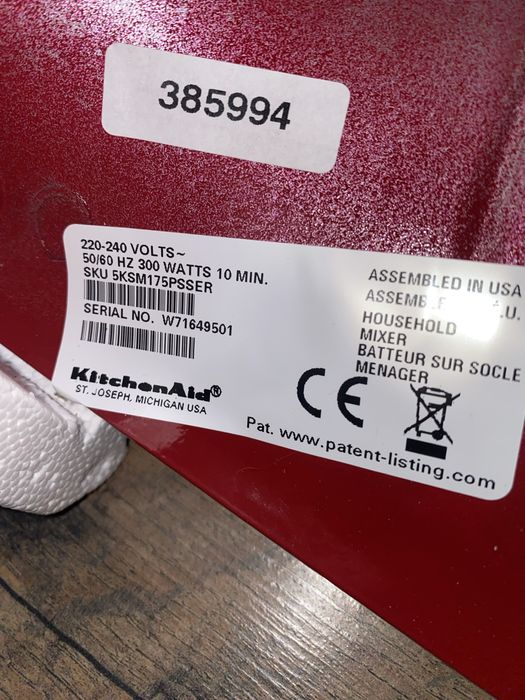 385994
220-240 VOLTS~
50/60 HZ 300 WATTS 10 MIN.
SKU 5KSM175PSSER
SERIAL NO. W71649501
KitchenAid®
ST. JOSEPH, MICHIGAN USA
ASSEMBLED IN USA
HOUSEHOLD
MIXER
BATTEUR SUR SOCLE
MENAGER
CE
Pat. www.patent-listing.com